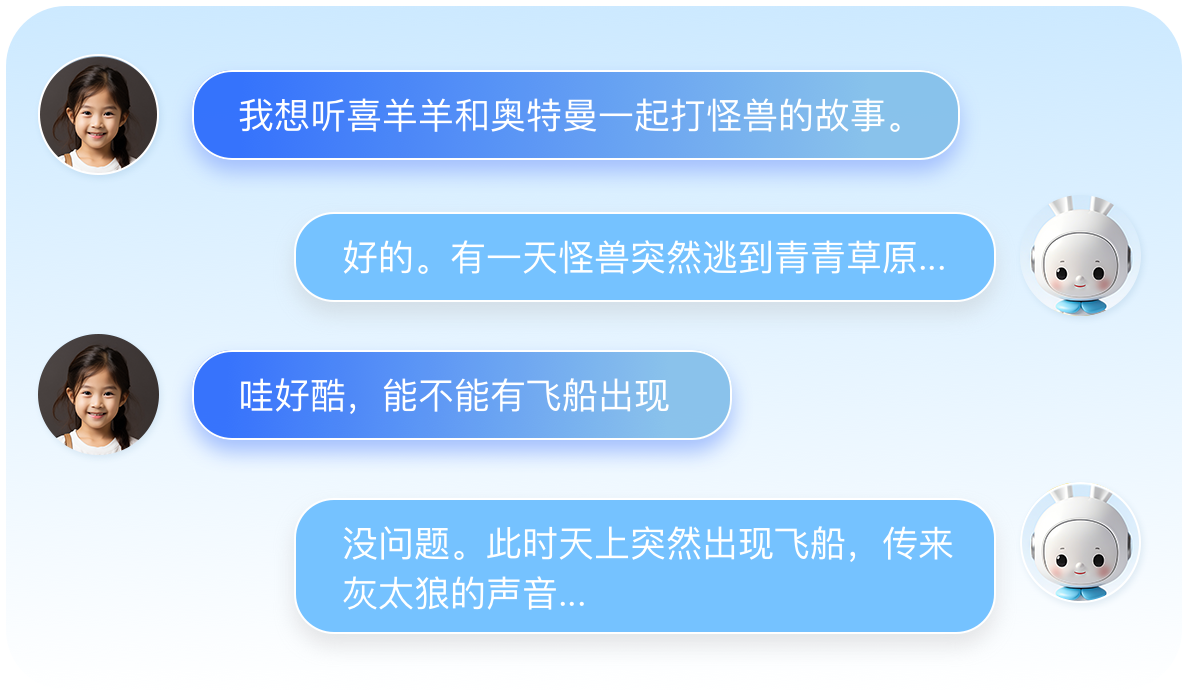 我想听喜羊羊和奥特曼一起打怪兽的故事。
好的。有一天怪兽突然逃到青青草原...
哇好酷，能不能有飞船出现
没问题。此时天上突然出现飞船，传来
灰太狼的声音...